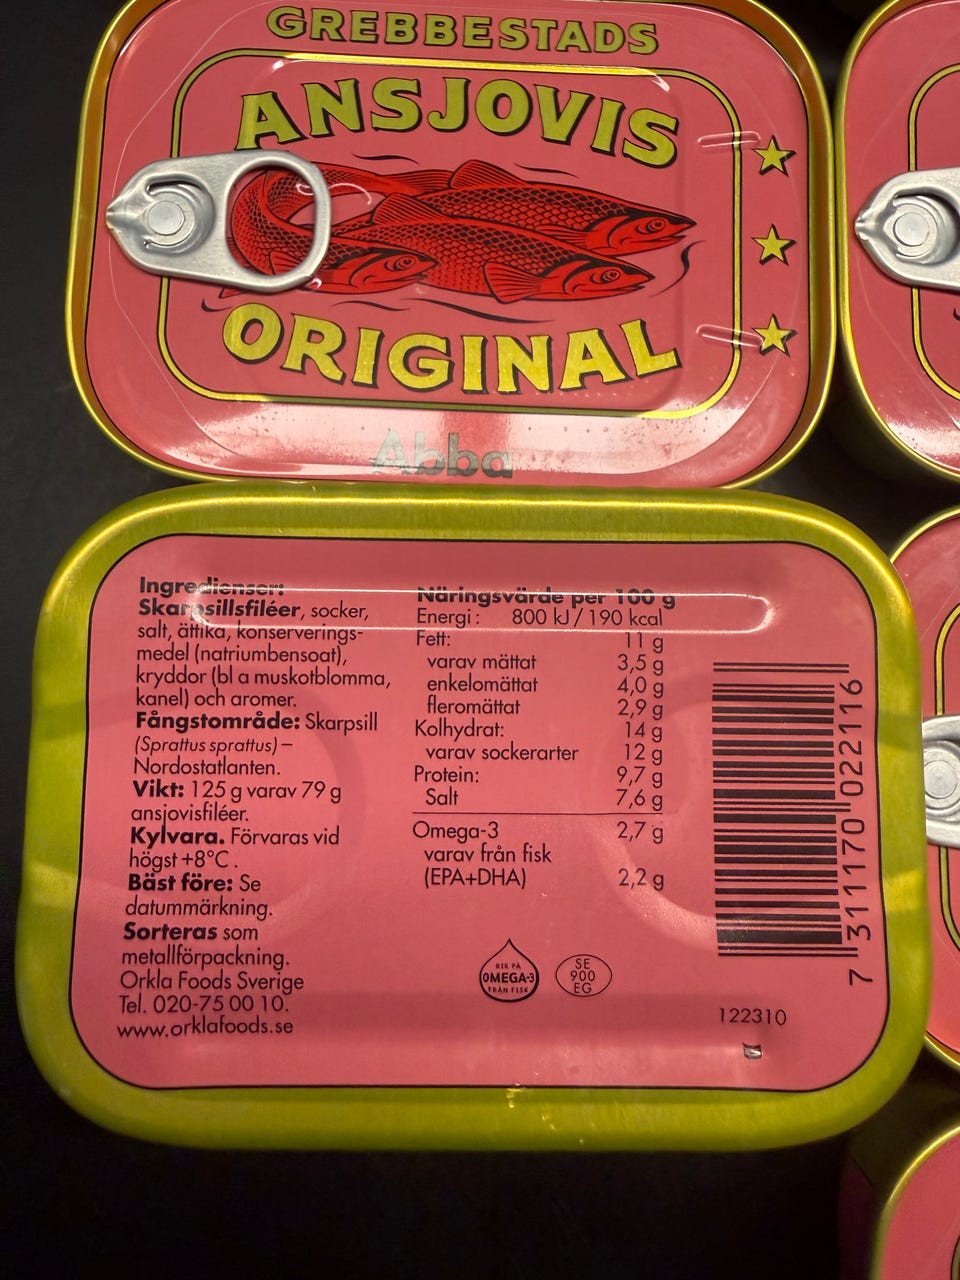 GREBBESTADS
ANSJOVIS
ORIGINAL
Abba
Ingredienser:
Skarpsillsfiléer, socker,
salt, ättika, konserverings-
medel (natriumbensoat),
kryddor (bl a muskotblomma,
kanel) och aromer.
Fångstområde: Skarpsill
(Sprattus sprattus) –
Nordostatlanten.
Vikt: 125 g varav 79 g
ansjovisfiléer.
Kylvara. Förvaras vid
högst +8°C .
Bäst före: Se
datummärkning.
Sorteras som
metallförpackning.
Orkla Foods Sverige
Tel. 020-75 00 10.
www.orklafoods.se
Näringsvärde per 100 g
Energi : 800 kJ / 190 kcal
Fett: 11 g
varav mättat 3,5 g
enkelomättat 4,0 g
fleromättat 2,9 g
Kolhydrat: 14 g
varav sockerarter 12 g
Protein: 9,7 g
Salt 7,6 g
Omega-3 2,7 g
varav från fisk
(EPA+DHA) 2,2 g
RIK PÅ
OMEGA-3
FRÅN FISK
SE
900
EG
7 311170 022116
122310